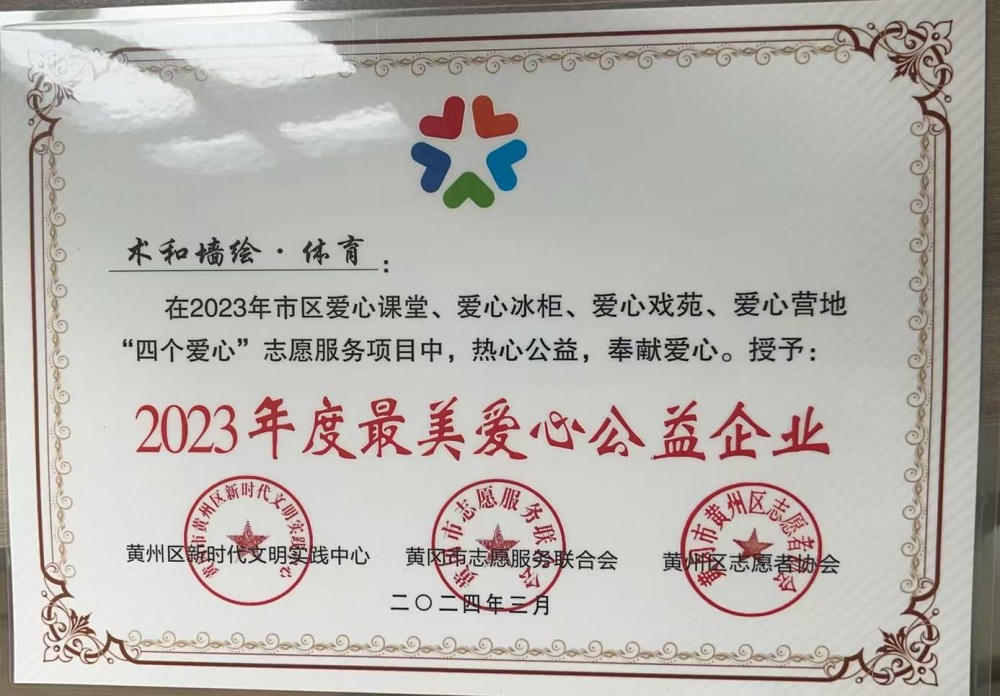 术和墙绘·体育：
在2023年市区爱心课堂、爱心冰柜、爱心戏苑、爱心营地
“四个爱心”志愿服务项目中，热心公益，奉献爱心。授予：
2023年度最美爱心公益企业
黄州区新时代文明实践中心 黄冈市志愿服务联合会 黄州区志愿者协会
二〇二四年三月